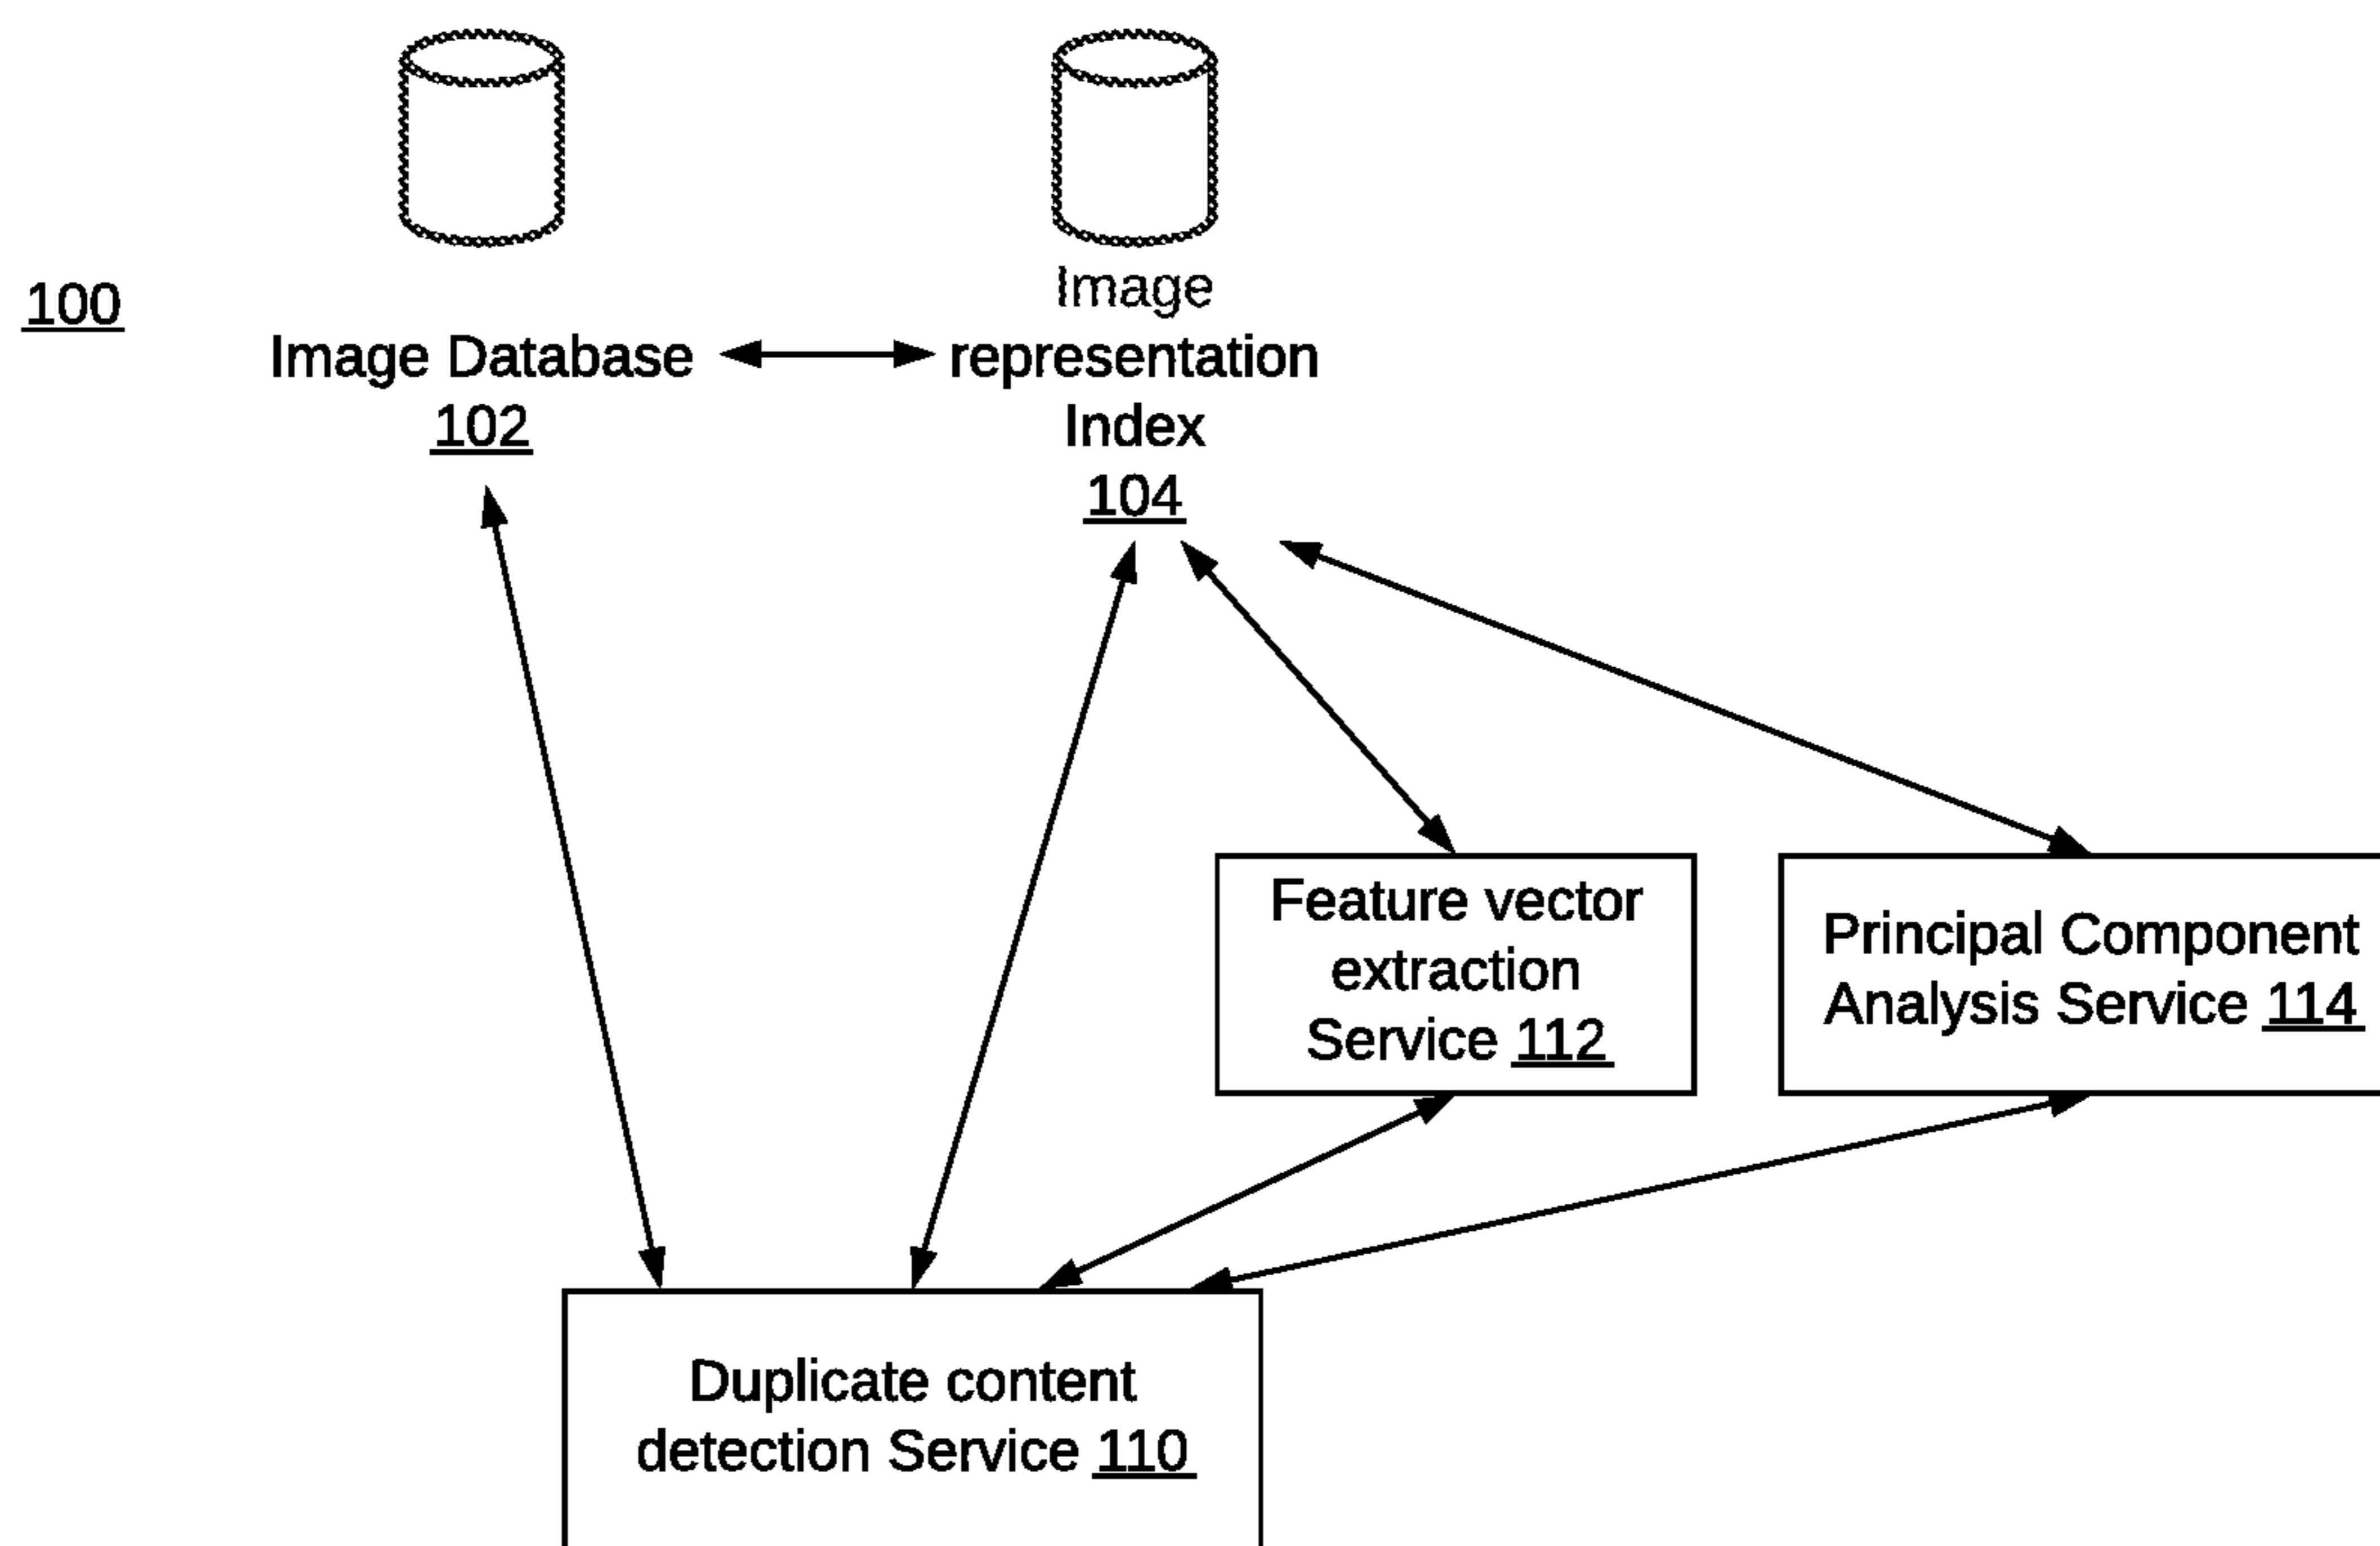 100
Image Database
102
Image
representation
Index
104
Feature vector
extraction
Service 112
Principal Component
Analysis Service 114
Duplicate content
detection Service 110